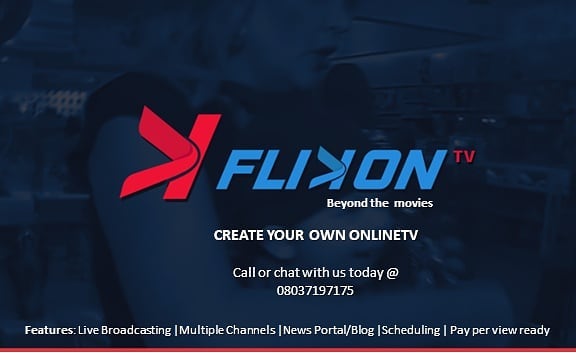 FLIKON TV
Beyond the movies
CREATE YOUR OWN ONLINETV
Call or chat with us today @
08037197175
Features: Live Broadcasting |Multiple Channels |News Portal/Blog |Scheduling | Pay per view ready